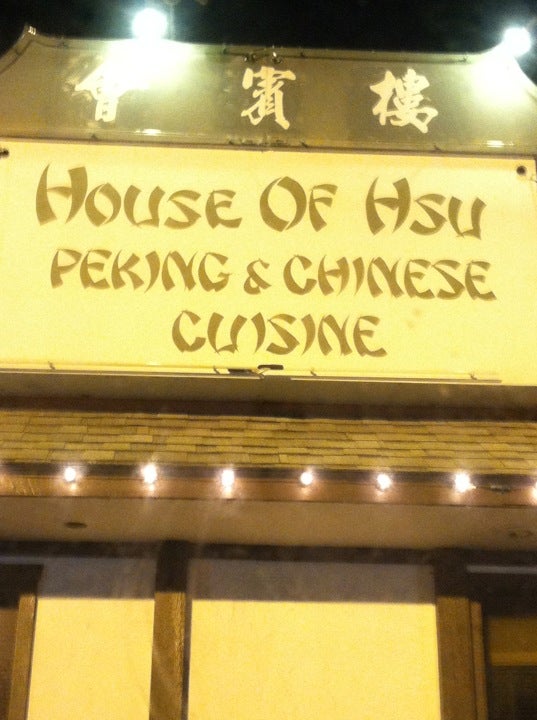 會賓樓
HOUSE OF HSU
PEKING & CHINESE
CUISINE